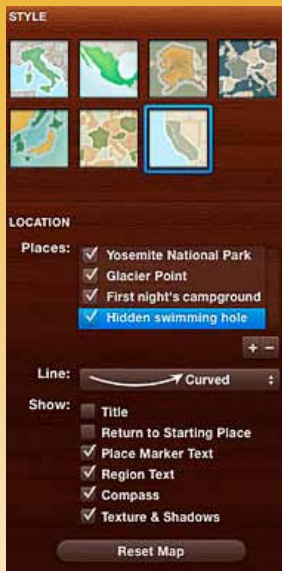 STYLE
LOCATION
Places:
Yosemite National Park
Glacier Point
First night's campground
Hidden swimming hole
+ −
Line: Curved
Show:
Title
Return to Starting Place
Place Marker Text
Region Text
Compass
Texture & Shadows
Reset Map